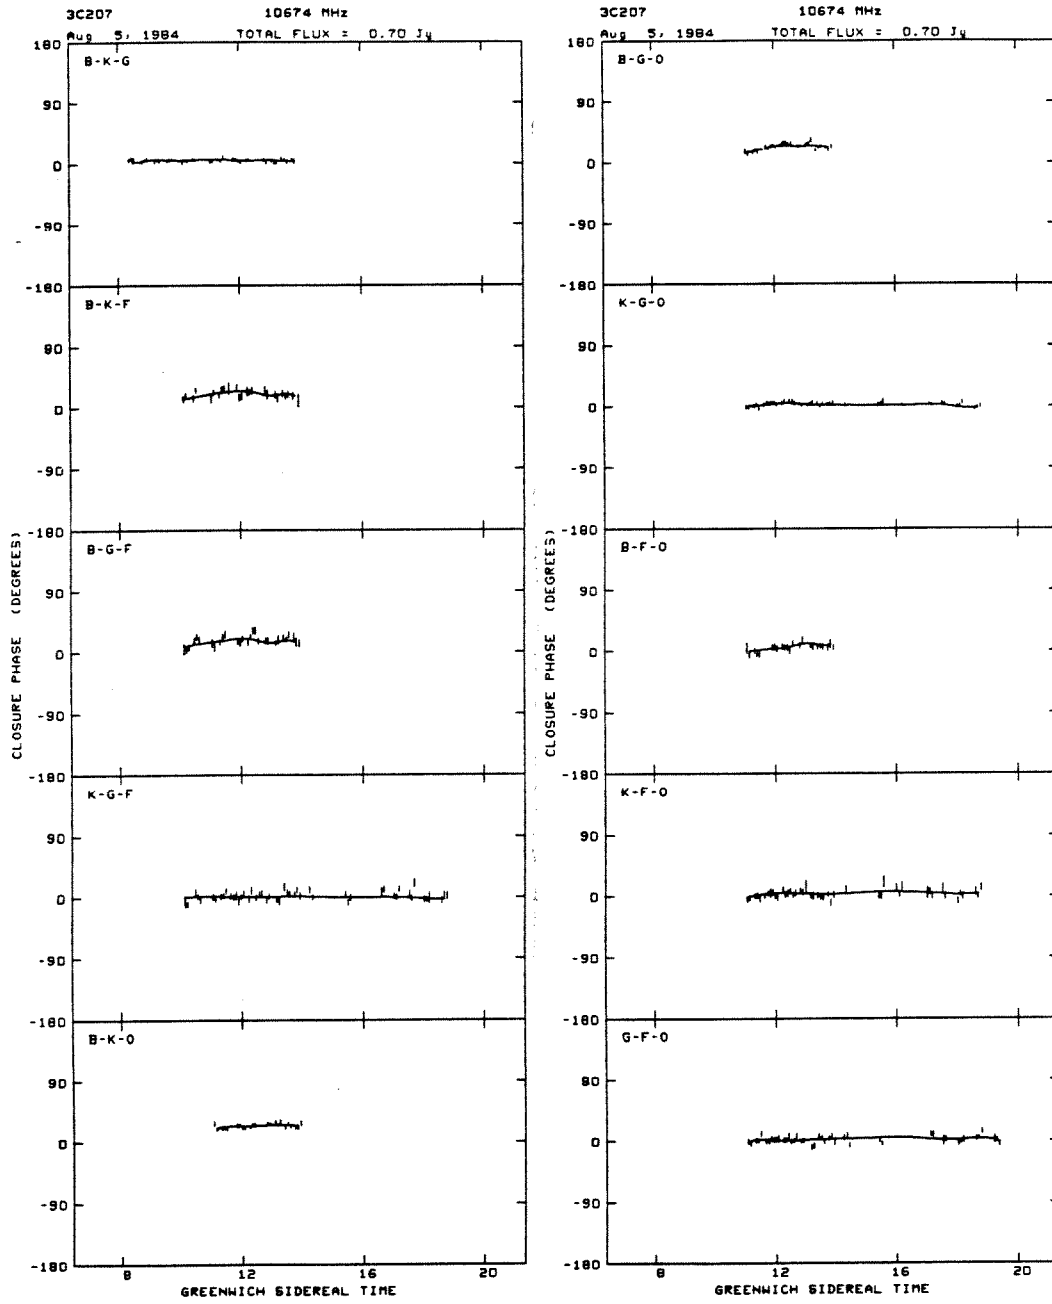 3C207 10674 MHz
Aug 5, 1984 TOTAL FLUX = 0.70 Jy
180
B-K-G
90
0
-90
-180
B-K-F
90
0
-90
-180
B-G-F
90
0
-90
-180
K-G-F
90
0
-90
-180
B-K-O
90
0
-90
-180
8 12 16 20
GREENWICH SIDEREAL TIME
CLOSURE PHASE (DEGREES)
3C207 10674 MHz
Aug 5, 1984 TOTAL FLUX = 0.70 Jy
180
B-G-O
90
0
-90
-180
K-G-O
90
0
-90
-180
B-F-O
90
0
-90
-180
K-F-O
90
0
-90
-180
G-F-O
90
0
-90
-180
8 12 16 20
GREENWICH SIDEREAL TIME
CLOSURE PHASE (DEGREES)